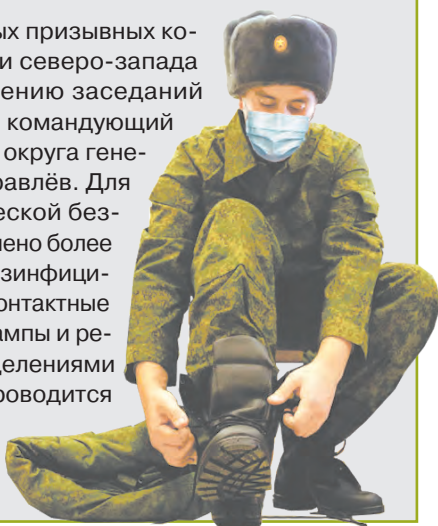 ых призывных ко-
и северо-запада
ению заседаний
командующий
округа гене-
равлёв. Для
еской без-
ено более
зинфици-
онтактные
ампы и ре-
делениями
роводится